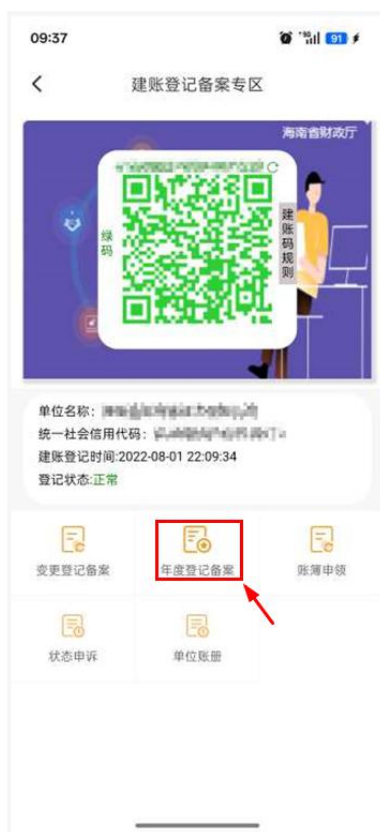 09:37
5G
91
建账登记备案专区
海南省财政厅
绿码
建账码规则
单位名称:
统一社会信用代码:
建账登记时间:2022-08-01 22:09:34
登记状态:正常
变更登记备案
年度登记备案
账簿申领
状态申诉
单位账册